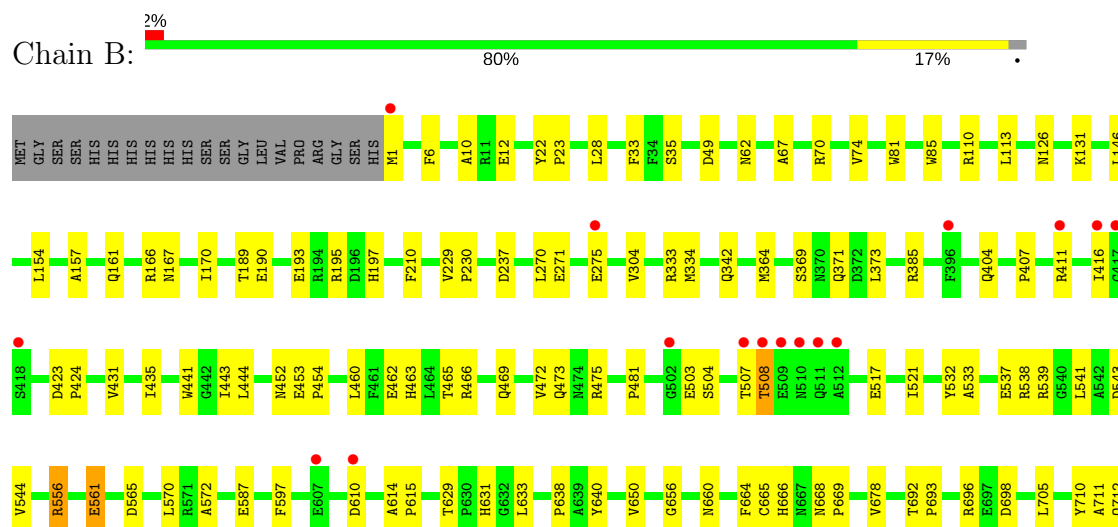 2%
Chain B:
80% 17% •
MET GLY SER SER HIS HIS HIS HIS HIS HIS SER SER GLY LEU VAL PRO ARG GLY SER HIS M1 F6 A10 R11 E12 Y22 P23 L28 F33 F34 S35 D49 N62 A67 R70 V74 W81 W85 R110 L113 N126 K131 L146
L154 A157 Q161 R166 N167 I170 T189 E190 E193 R194 R195 D196 H197 F210 V229 P230 D237 L270 E271 E275 V304 R333 M334 Q342 M364 S369 N370 Q371 D372 L373 R385 F396 Q404 P407 R411 I416
S418 D423 P424 V431 I435 W441 G442 I443 L444 N452 E453 P454 L460 F461 E462 H463 L464 T465 R466 Q469 V472 Q473 N474 R475 P481 G502 E503 S504 T507 T508 E509 N510 Q511 A512 E517 I521 Y532 A533 E537 R538 R539 G540 L541 A542 D543
V544 R556 E561 D565 L570 R571 A572 E587 F597 E607 D610 A614 P615 T629 P630 H631 G632 L633 P638 A639 Y640 V650 G656 N660 F664 C665 H666 N667 N668 P669 V678 T692 P693 R696 E697 D698 L705 Y710 A711